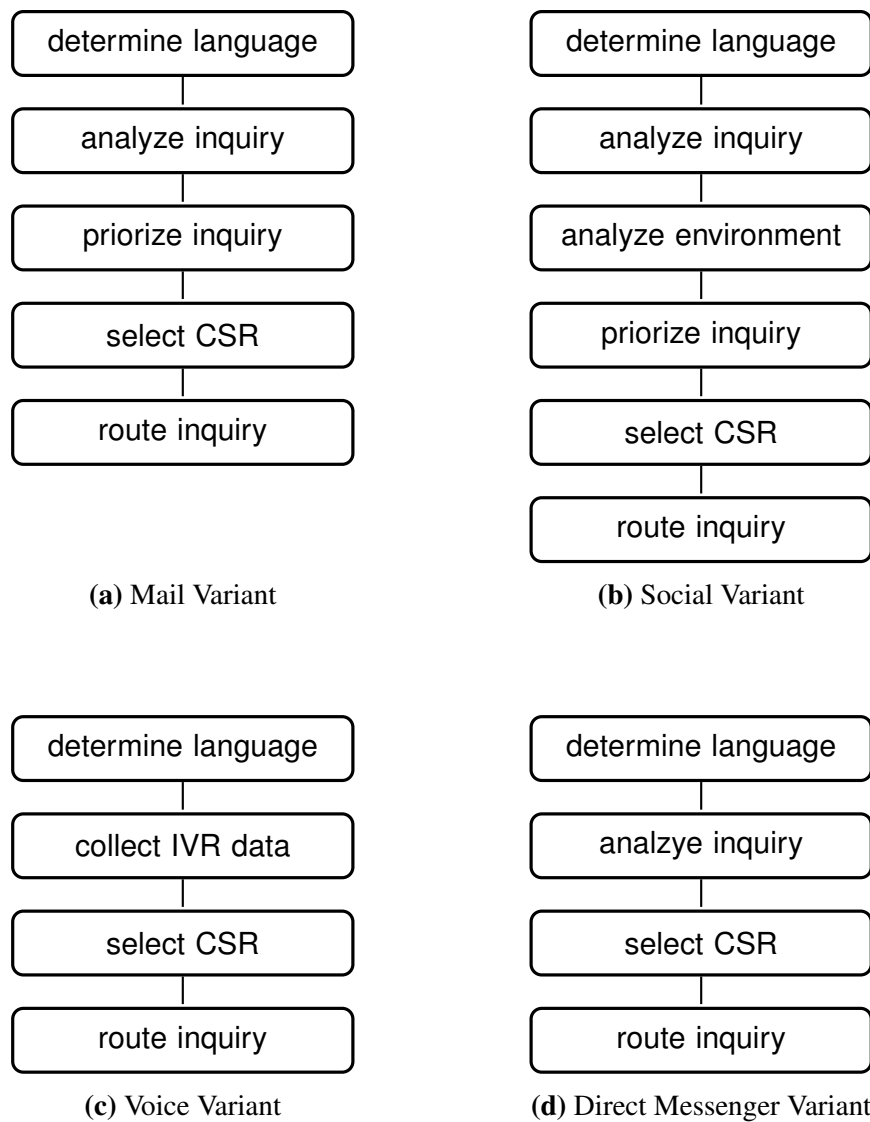 determine language
analyze inquiry
priorize inquiry
select CSR
route inquiry
(a) Mail Variant
determine language
analyze inquiry
analyze environment
priorize inquiry
select CSR
route inquiry
(b) Social Variant
determine language
collect IVR data
select CSR
route inquiry
(c) Voice Variant
determine language
analzye inquiry
select CSR
route inquiry
(d) Direct Messenger Variant